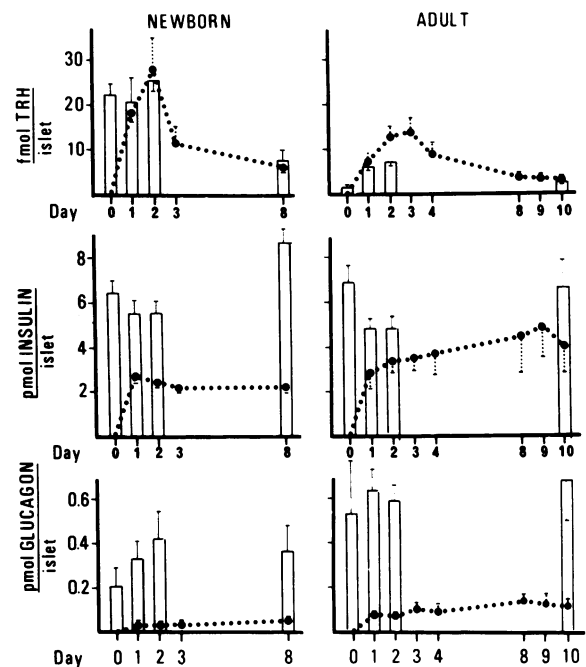 NEWBORN ADULT
fmol TRH
islet
30
20
10
Day 0 1 2 3 8 0 1 2 3 4 8 9 10
pmol INSULIN
islet
8
6
4
2
Day 0 1 2 3 8 0 1 2 3 4 8 9 10
pmol GLUCAGON
islet
0.6
0.4
0.2
Day 0 1 2 3 8 0 1 2 3 4 8 9 10